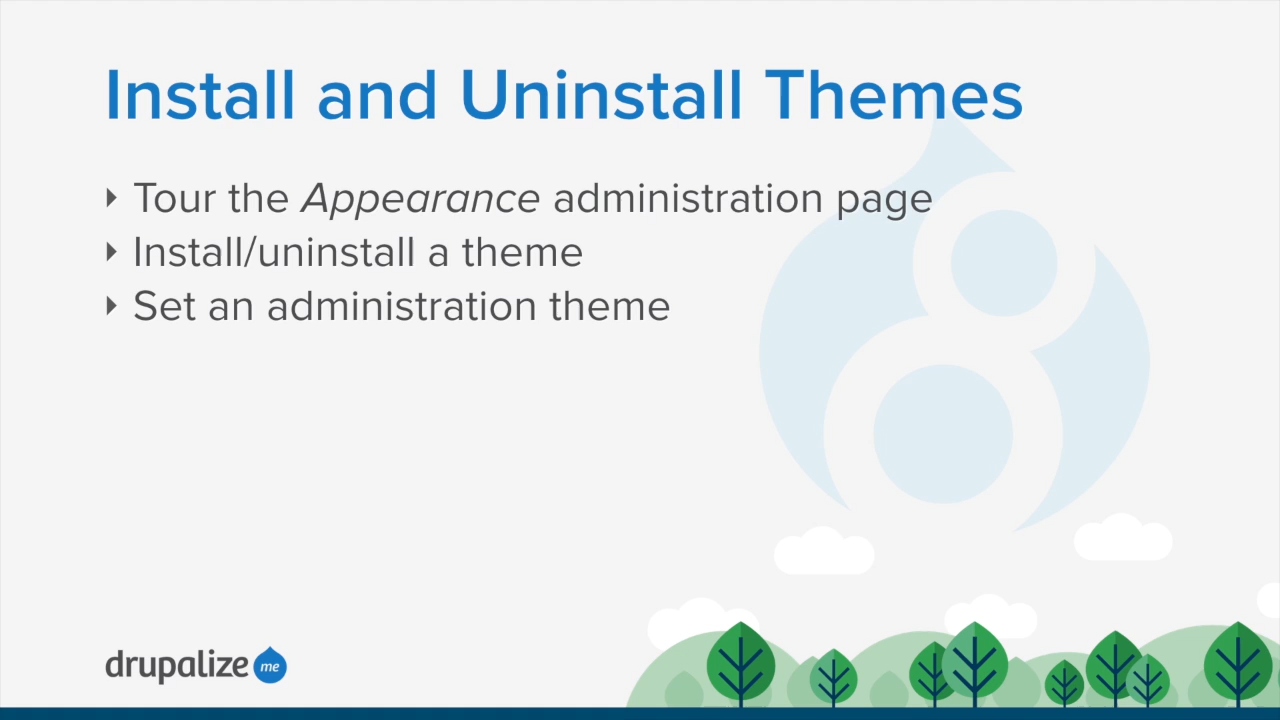 Install and Uninstall Themes
‣ Tour the Appearance administration page
‣ Install/uninstall a theme
‣ Set an administration theme
drupalize me